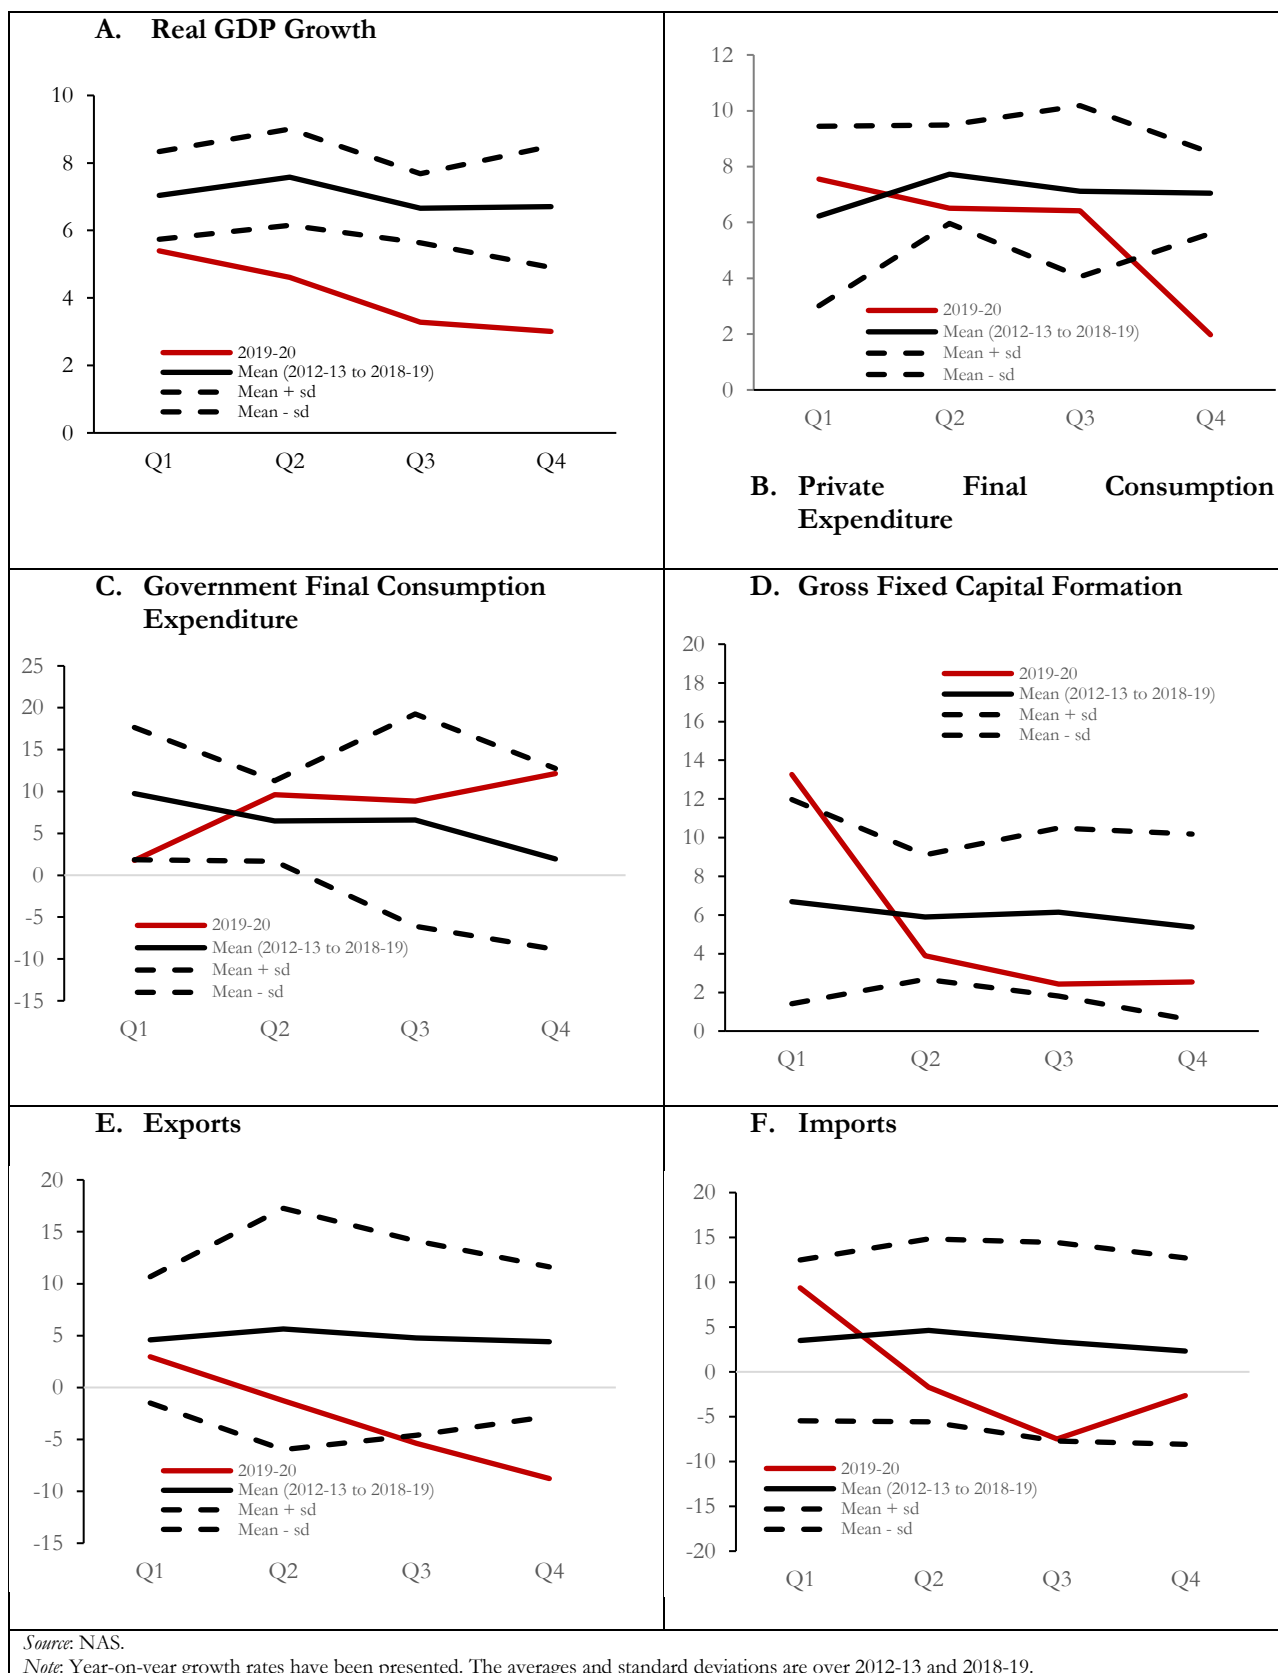 A. Real GDP Growth
10
8
6
4
2
0
2019-20
Mean (2012-13 to 2018-19)
Mean + sd
Mean - sd
Q1 Q2 Q3 Q4
12
10
8
6
4
2
0
2019-20
Mean (2012-13 to 2018-19)
Mean + sd
Mean - sd
Q1 Q2 Q3 Q4
B. Private Final Consumption
Expenditure
C. Government Final Consumption
Expenditure
25
20
15
10
5
0
-5
-10
-15
2019-20
Mean (2012-13 to 2018-19)
Mean + sd
Mean - sd
Q1 Q2 Q3 Q4
D. Gross Fixed Capital Formation
20
18
16
14
12
10
8
6
4
2
0
2019-20
Mean (2012-13 to 2018-19)
Mean + sd
Mean - sd
Q1 Q2 Q3 Q4
E. Exports
20
15
10
5
0
-5
-10
-15
2019-20
Mean (2012-13 to 2018-19)
Mean + sd
Mean - sd
Q1 Q2 Q3 Q4
F. Imports
20
15
10
5
0
-5
-10
-15
-20
2019-20
Mean (2012-13 to 2018-19)
Mean + sd
Mean - sd
Q1 Q2 Q3 Q4
Source: NAS.
Note: Year-on-year growth rates have been presented. The averages and standard deviations are over 2012-13 and 2018-19.